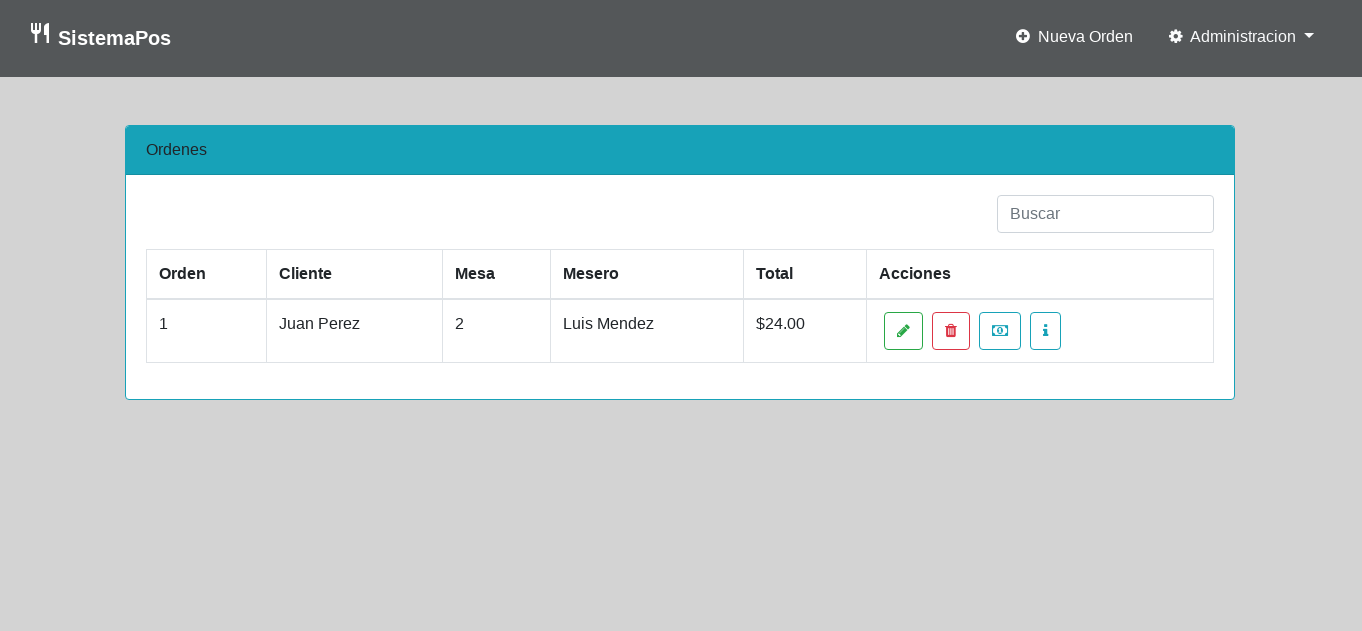 SistemaPos
Nueva Orden
Administracion
Ordenes
Buscar
Orden Cliente Mesa Mesero Total Acciones
1 Juan Perez 2 Luis Mendez $24.00